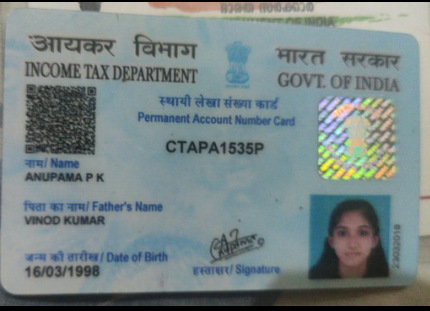 आयकर विभाग
INCOME TAX DEPARTMENT
भारत सरकार
GOVT. OF INDIA
स्थायी लेखा संख्या कार्ड
Permanent Account Number Card
CTAPA1535P
नाम/ Name
ANUPAMA P K
पिता का नाम/ Father's Name
VINOD KUMAR
जन्म की तारीख/ Date of Birth
16/03/1998
हस्ताक्षर/ Signature
23032018